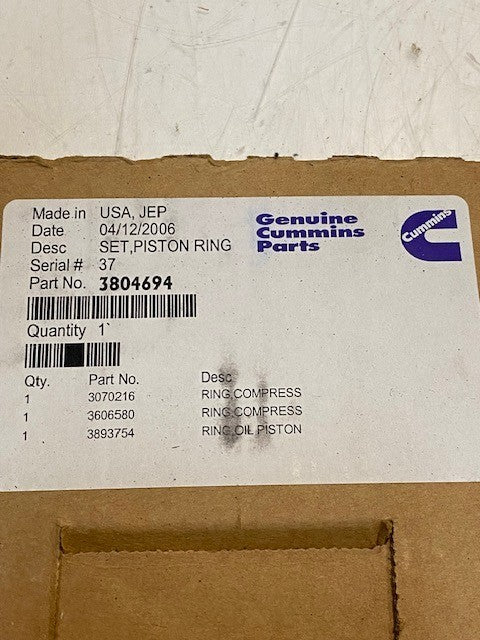 Made in USA, JEP
Date 04/12/2006
Desc SET,PISTON RING
Serial # 37
Part No. 3804694
Quantity 1`
Genuine
Cummins
Parts
Cummins
Qty. Part No. Desc
1 3070216 RING,COMPRESS
1 3606580 RING,COMPRESS
1 3893754 RING,OIL PISTON